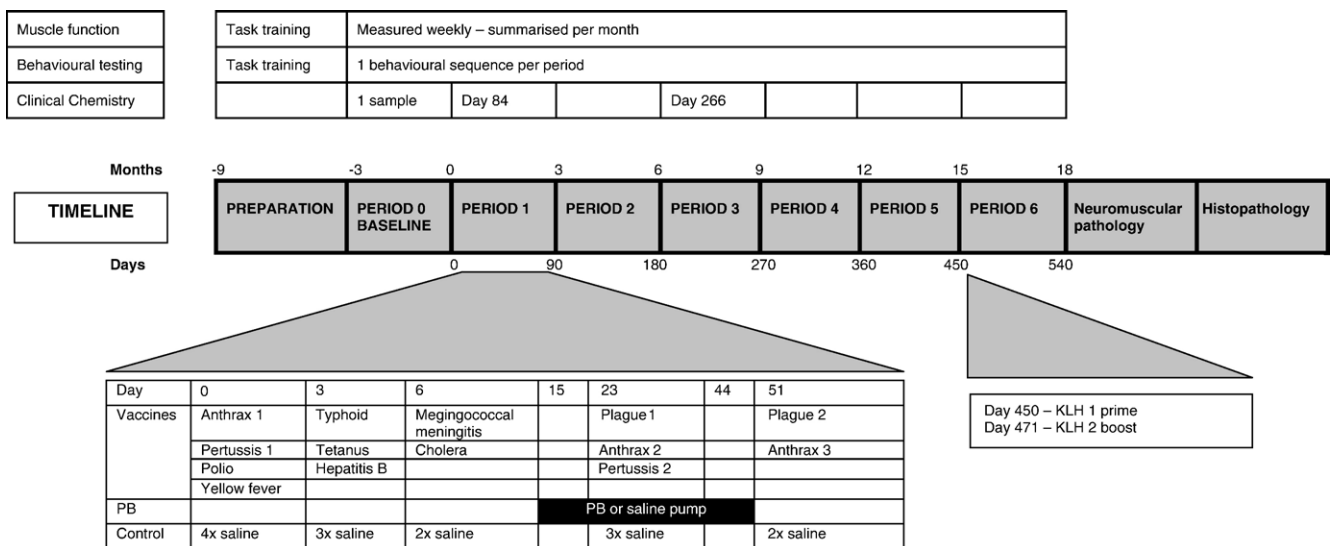 Muscle function Task training Measured weekly – summarised per month
Behavioural testing Task training 1 behavioural sequence per period
Clinical Chemistry 1 sample Day 84 Day 266
Months -9 -3 0 3 6 9 12 15 18
TIMELINE
PREPARATION PERIOD 0 PERIOD 1 PERIOD 2 PERIOD 3 PERIOD 4 PERIOD 5 PERIOD 6 Neuromuscular Histopathology
BASELINE pathology
Days 0 90 180 270 360 450 540
Day 0 3 6 15 23 44 51
Vaccines Anthrax 1 Typhoid Megingococcal Plague 1 Plague 2
meningitis
Pertussis 1 Tetanus Cholera Anthrax 2 Anthrax 3
Polio Hepatitis B Pertussis 2
Yellow fever
PB PB or saline pump
Control 4x saline 3x saline 2x saline 3x saline 2x saline
Day 450 – KLH 1 prime
Day 471 – KLH 2 boost